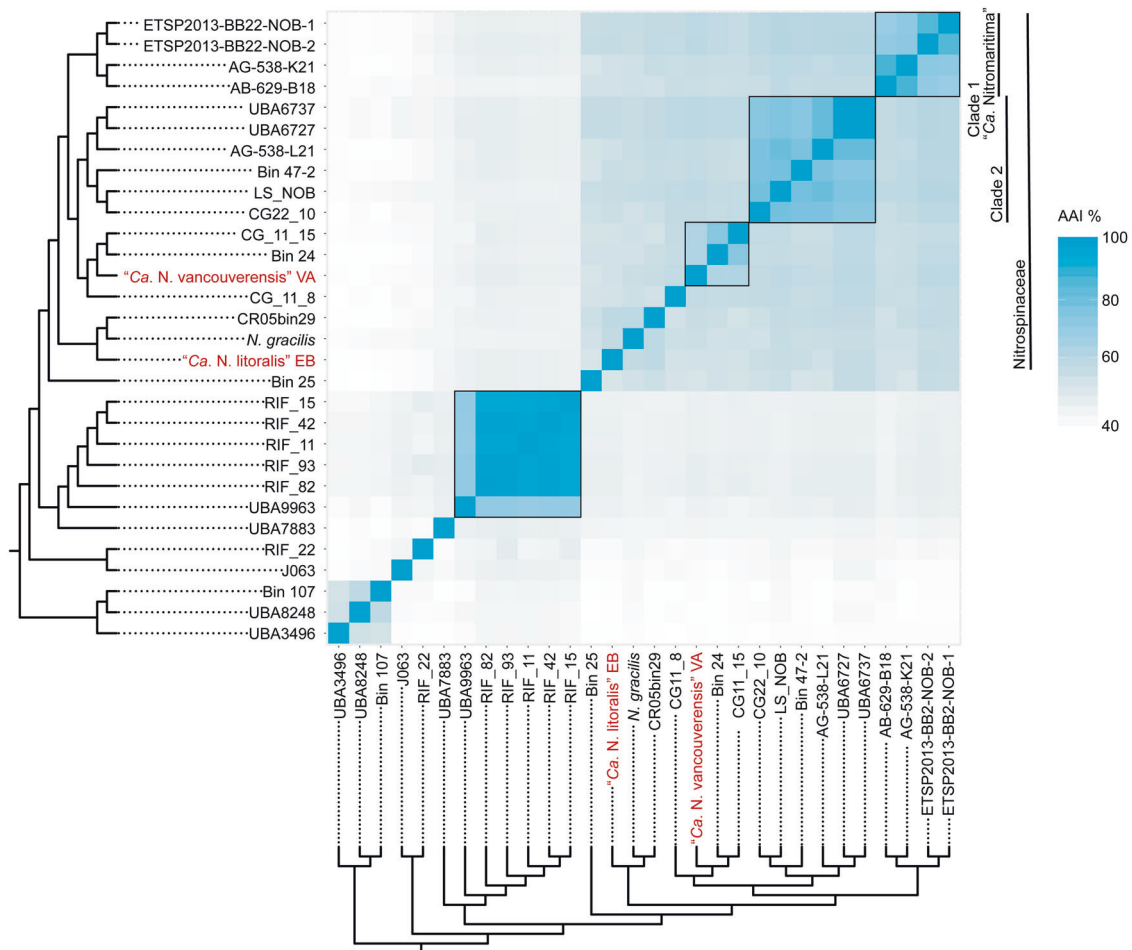 ETSP2013-BB22-NOB-1
ETSP2013-BB22-NOB-2
AG-538-K21
AB-629-B18
UBA6737
UBA6727
AG-538-L21
Bin 47-2
LS_NOB
CG22_10
CG_11_15
Bin 24
"Ca. N. vancouverensis" VA
CG_11_8
CR05bin29
N. gracilis
"Ca. N. litoralis" EB
Bin 25
RIF_15
RIF_42
RIF_11
RIF_93
RIF_82
UBA9963
UBA7883
RIF_22
J063
Bin 107
UBA8248
UBA3496
Clade 1
"Ca. Nitromaritima"
Clade 2
Nitrospinaceae
AAI %
100
80
60
40
UBA3496
UBA8248
Bin 107
J063
RIF_22
UBA7883
UBA9963
RIF_82
RIF_93
RIF_11
RIF_42
RIF_15
Bin 25
"Ca. N. litoralis" EB
N. gracilis
CR05bin29
CG11_8
"Ca. N. vancouverensis" VA
Bin 24
CG11_15
CG22_10
LS_NOB
Bin 47-2
AG-538-L21
UBA6727
UBA6737
AB-629-B18
AG-538-K21
ETSP2013-BB2-NOB-2
ETSP2013-BB2-NOB-1